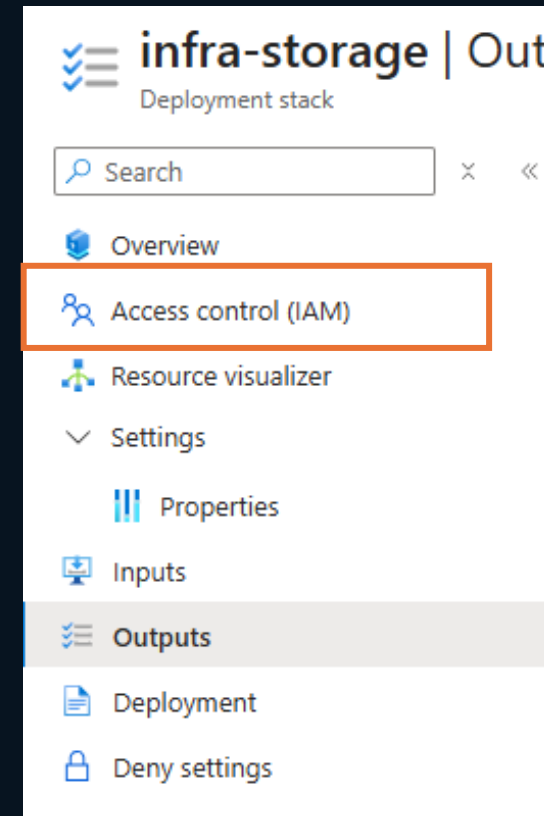 infra-storage | Out
Deployment stack
Search
Overview
Access control (IAM)
Resource visualizer
Settings
Properties
Inputs
Outputs
Deployment
Deny settings